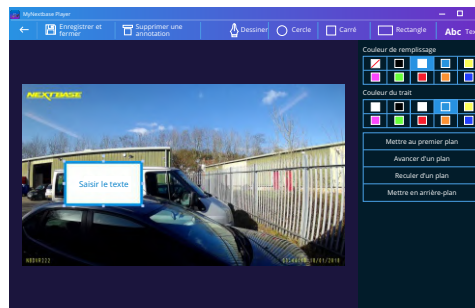 MyNextbase Player
Enregistrer et fermer
Supprimer une annotation
Dessiner
Cercle
Carré
Rectangle
Abc
Couleur de remplissage
NEXTBASE
Couleur du trait
Mettre au premier plan
Avancer d'un plan
Saisir le texte
Reculer d'un plan
Mettre en arrière-plan